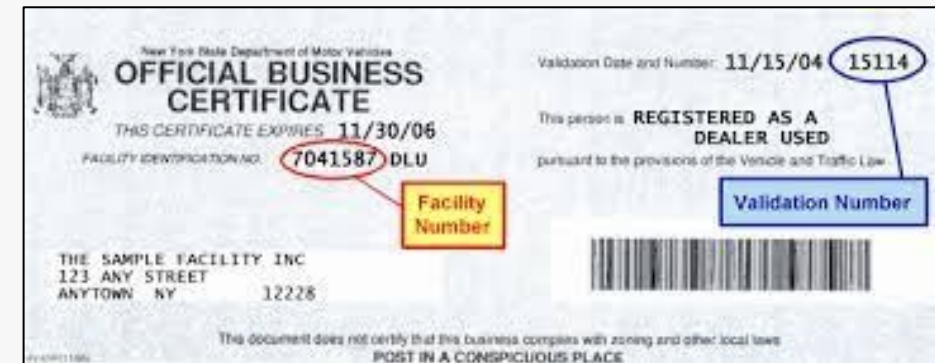 New York State Department of Motor Vehicles
OFFICIAL BUSINESS
CERTIFICATE
THIS CERTIFICATE EXPIRES 11/30/06
FACILITY IDENTIFICATION NO. 7041587 DLU
Facility
Number
THE SAMPLE FACILITY INC
123 ANY STREET
ANYTOWN NY 12228
Validation Date and Number: 11/15/04 15114
This person is REGISTERED AS A
DEALER USED
pursuant to the provisions of the Vehicle and Traffic Law
Validation Number
This document does not certify that this business complies with zoning and other local laws
POST IN A CONSPICUOUS PLACE